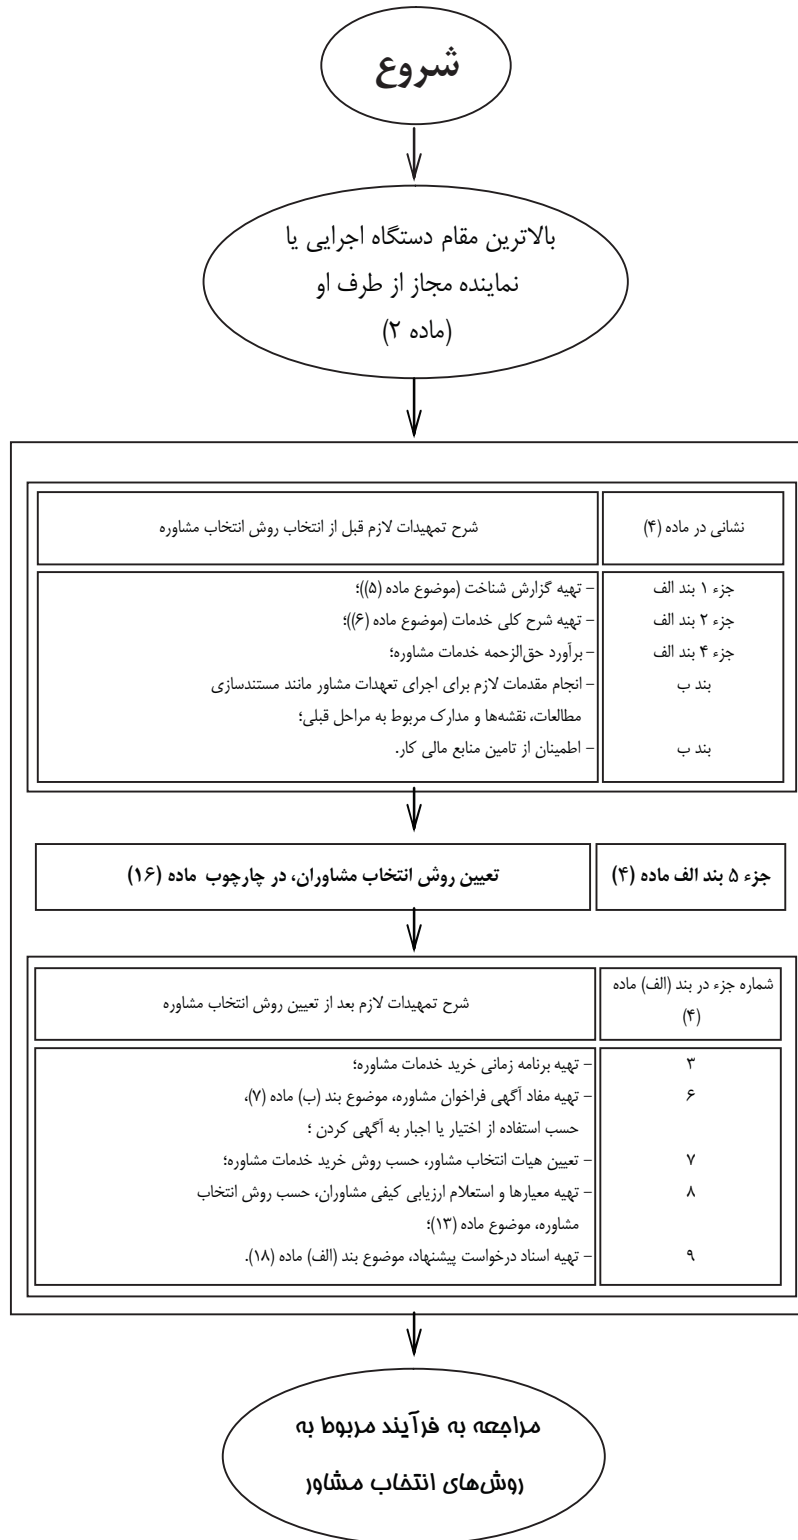 شروع
بالاترین مقام دستگاه اجرایی یا
نماینده مجاز از طرف او
(ماده ۲)
نشانی در ماده (۴)
شرح تمهیدات لازم قبل از انتخاب روش انتخاب مشاوره
جزء ۱ بند الف
– تهیه گزارش شناخت (موضوع ماده (۵))؛
جزء ۲ بند الف
– تهیه شرح کلی خدمات (موضوع ماده (۶))؛
جزء ۴ بند الف
– برآورد حق‌الزحمه خدمات مشاوره؛
بند ب
– انجام مقدمات لازم برای اجرای تعهدات مشاور مانند مستندسازی
مطالعات، نقشه‌ها و مدارک مربوط به مراحل قبلی؛
بند ب
– اطمینان از تامین منابع مالی کار.
جزء ۵ بند الف ماده (۴)
تعیین روش انتخاب مشاوران، در چارچوب ماده (۱۶)
شماره جزء در بند (الف) ماده
(۴)
شرح تمهیدات لازم بعد از تعیین روش انتخاب مشاوره
۳
– تهیه برنامه زمانی خرید خدمات مشاوره؛
۶
– تهیه مفاد آگهی فراخوان مشاوره، موضوع بند (ب) ماده (۷)،
حسب استفاده از اختیار یا اجبار به آگهی کردن ؛
۷
– تعیین هیات انتخاب مشاور، حسب روش خرید خدمات مشاوره؛
۸
– تهیه معیارها و استعلام ارزیابی کیفی مشاوران، حسب روش انتخاب
مشاوره، موضوع ماده (۱۳)؛
۹
– تهیه اسناد درخواست پیشنهاد، موضوع بند (الف) ماده (۱۸).
مراجعه به فرآیند مربوط به
روش‌های انتخاب مشاور